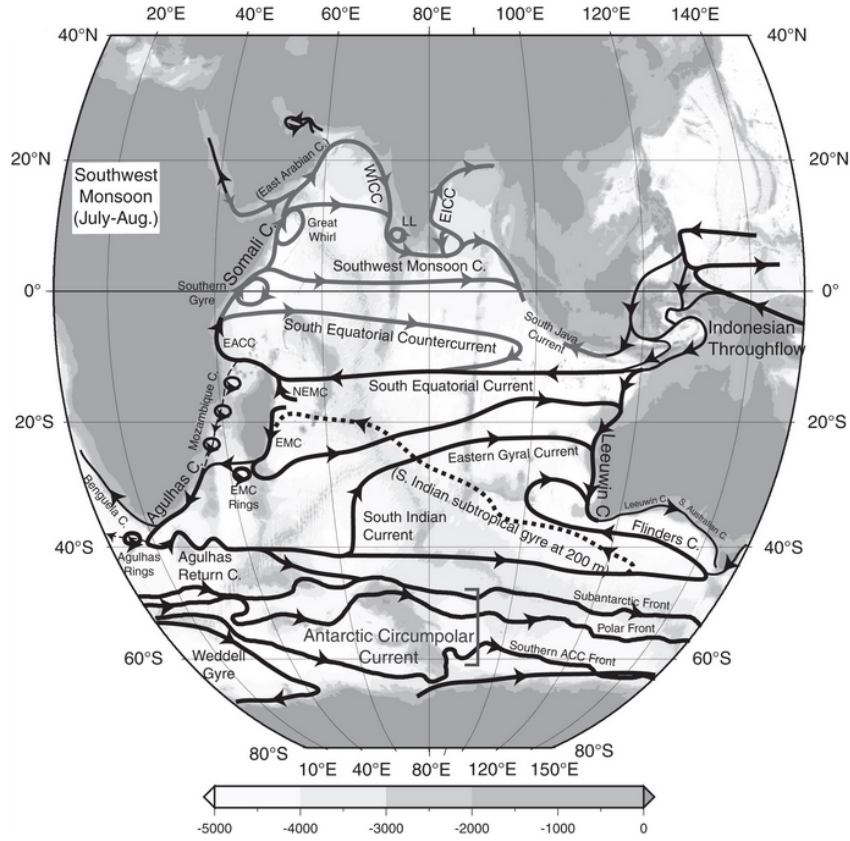 20°E 40°E 60°E 80°E 100°E 120°E 140°E
40°N 40°N
20°N 20°N
Southwest
Monsoon
(July-Aug.)
(East Arabian C.)
WICC
EICC
LL
Great
Whirl
Somali C.
Southwest Monsoon C.
Southern
Gyre
0° 0°
South Equatorial Countercurrent
South Java
Current
Indonesian
Throughflow
EACC
South Equatorial Current
NEMC
Mozambique C.
20°S 20°S
EMC
Eastern Gyral Current
Leeuwin C.
(S. Indian subtropical gyre at 200 m)
EMC
Rings
Agulhas C.
Benguela C.
South Indian
Current
Leeuwin C.
S. Australian C.
Flinders C.
40°S 40°S
Agulhas
Rings
Agulhas
Return C.
Subantarctic Front
Polar Front
Antarctic Circumpolar
Current
Southern ACC Front
Weddell
Gyre
60°S 60°S
80°S 80°S
10°E 40°E 80°E 120°E 150°E
-5000 -4000 -3000 -2000 -1000 0